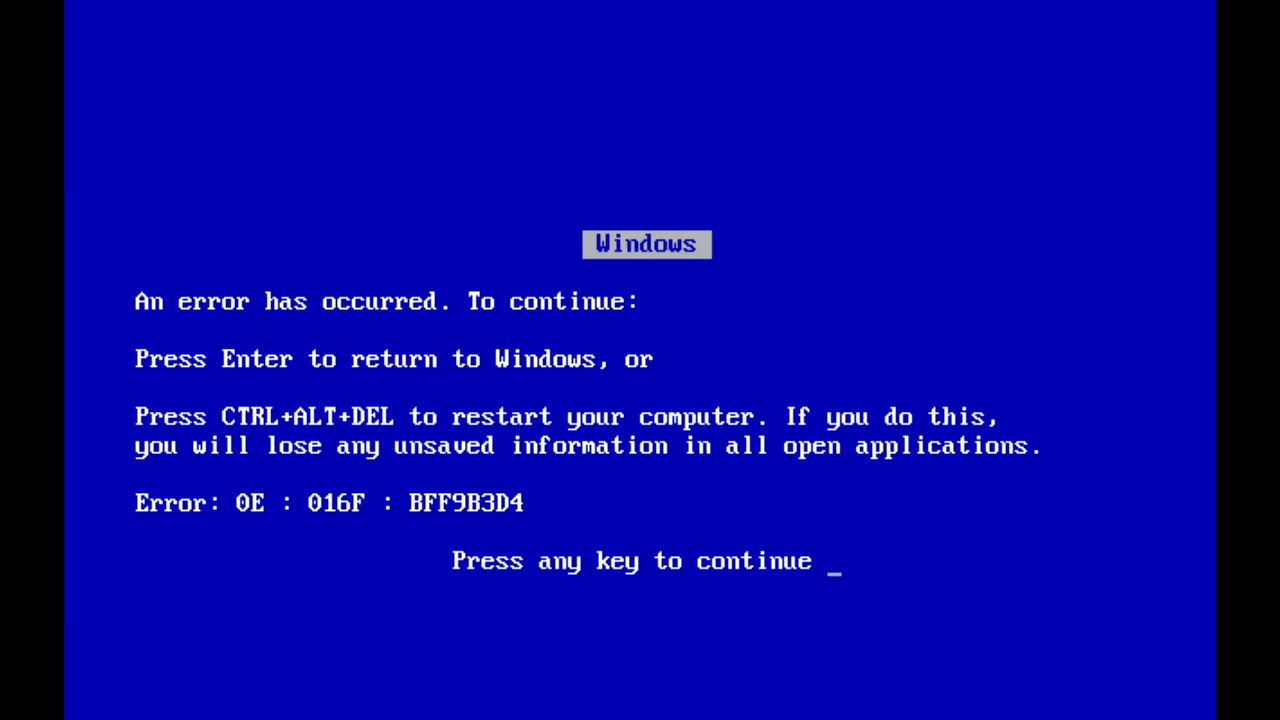 Windows
An error has occurred. To continue:
Press Enter to return to Windows, or
Press CTRL+ALT+DEL to restart your computer. If you do this,
you will lose any unsaved information in all open applications.
Error: 0E : 016F : BFF9B3D4
Press any key to continue _